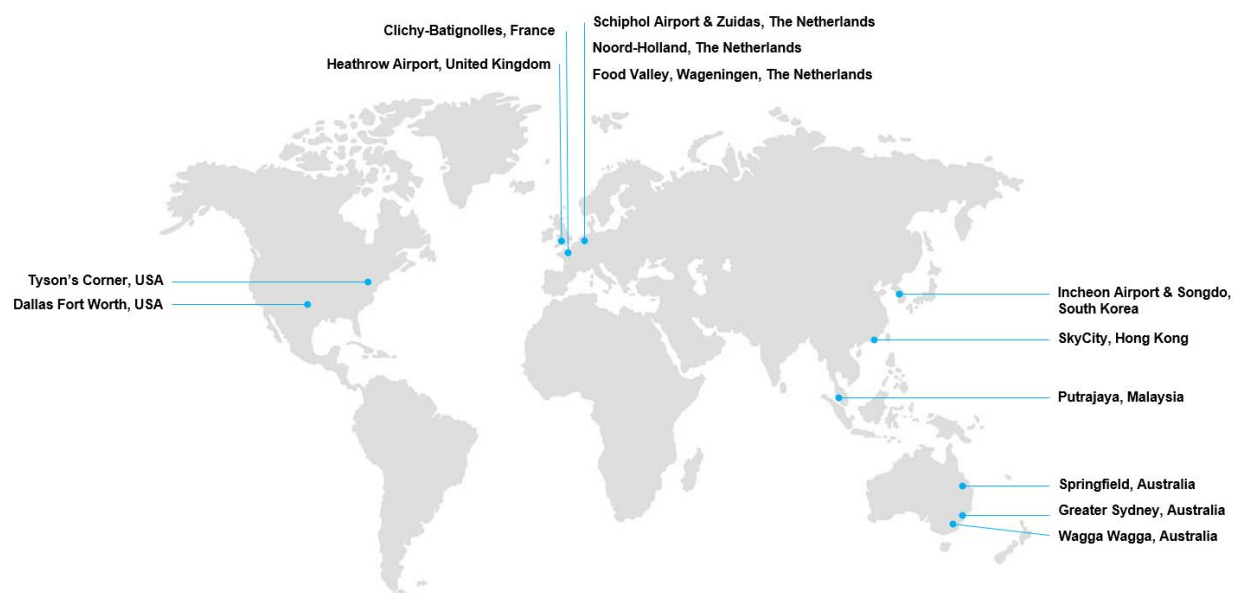 Schiphol Airport & Zuidas, The Netherlands
Clichy-Batignolles, France
Noord-Holland, The Netherlands
Heathrow Airport, United Kingdom
Food Valley, Wageningen, The Netherlands
Tyson’s Corner, USA
Dallas Fort Worth, USA
Incheon Airport & Songdo,
South Korea
SkyCity, Hong Kong
Putrajaya, Malaysia
Springfield, Australia
Greater Sydney, Australia
Wagga Wagga, Australia